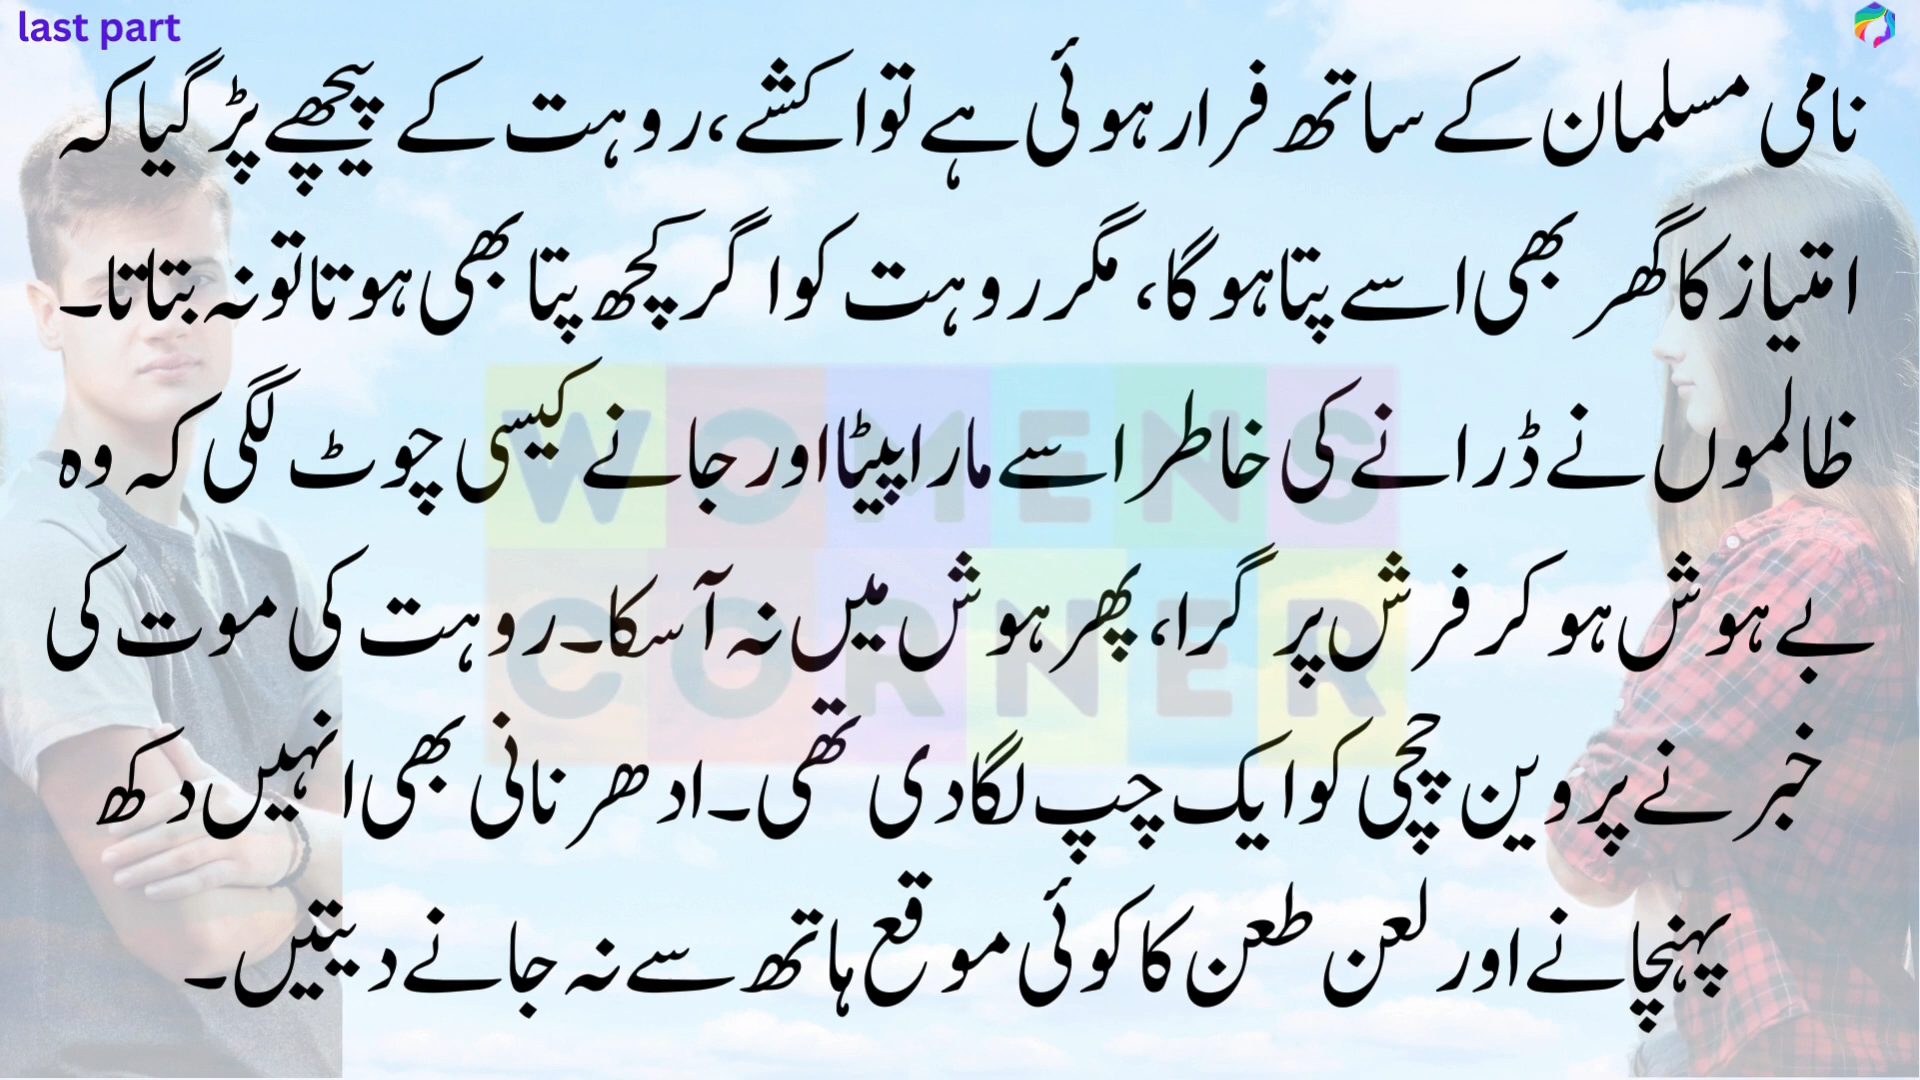 last part
نامی مسلمان کے ساتھ فرار ہوئی ہے تو اکشے، روہت کے پیچھے پڑ گیا کہ
امتیاز کا گھر بھی اسے پتا ہو گا، مگر روہت کو اگر کچھ پتا بھی ہوتا تو نہ بتاتا۔
ظالموں نے ڈرانے کی خاطر اسے مارا پیٹا اور جانے کیسی چوٹ لگی کہ وہ
بے ہوش ہو کر فرش پر گرا، پھر ہوش میں نہ آ سکا۔ روہت کی موت کی
خبر نے پروین چچی کو ایک چپ لگا دی تھی۔ ادھر نانی بھی انہیں دکھ
پہنچانے اور لعن طعن کا کوئی موقع ہاتھ سے نہ جانے دیتیں۔
WOMENS
CORNER